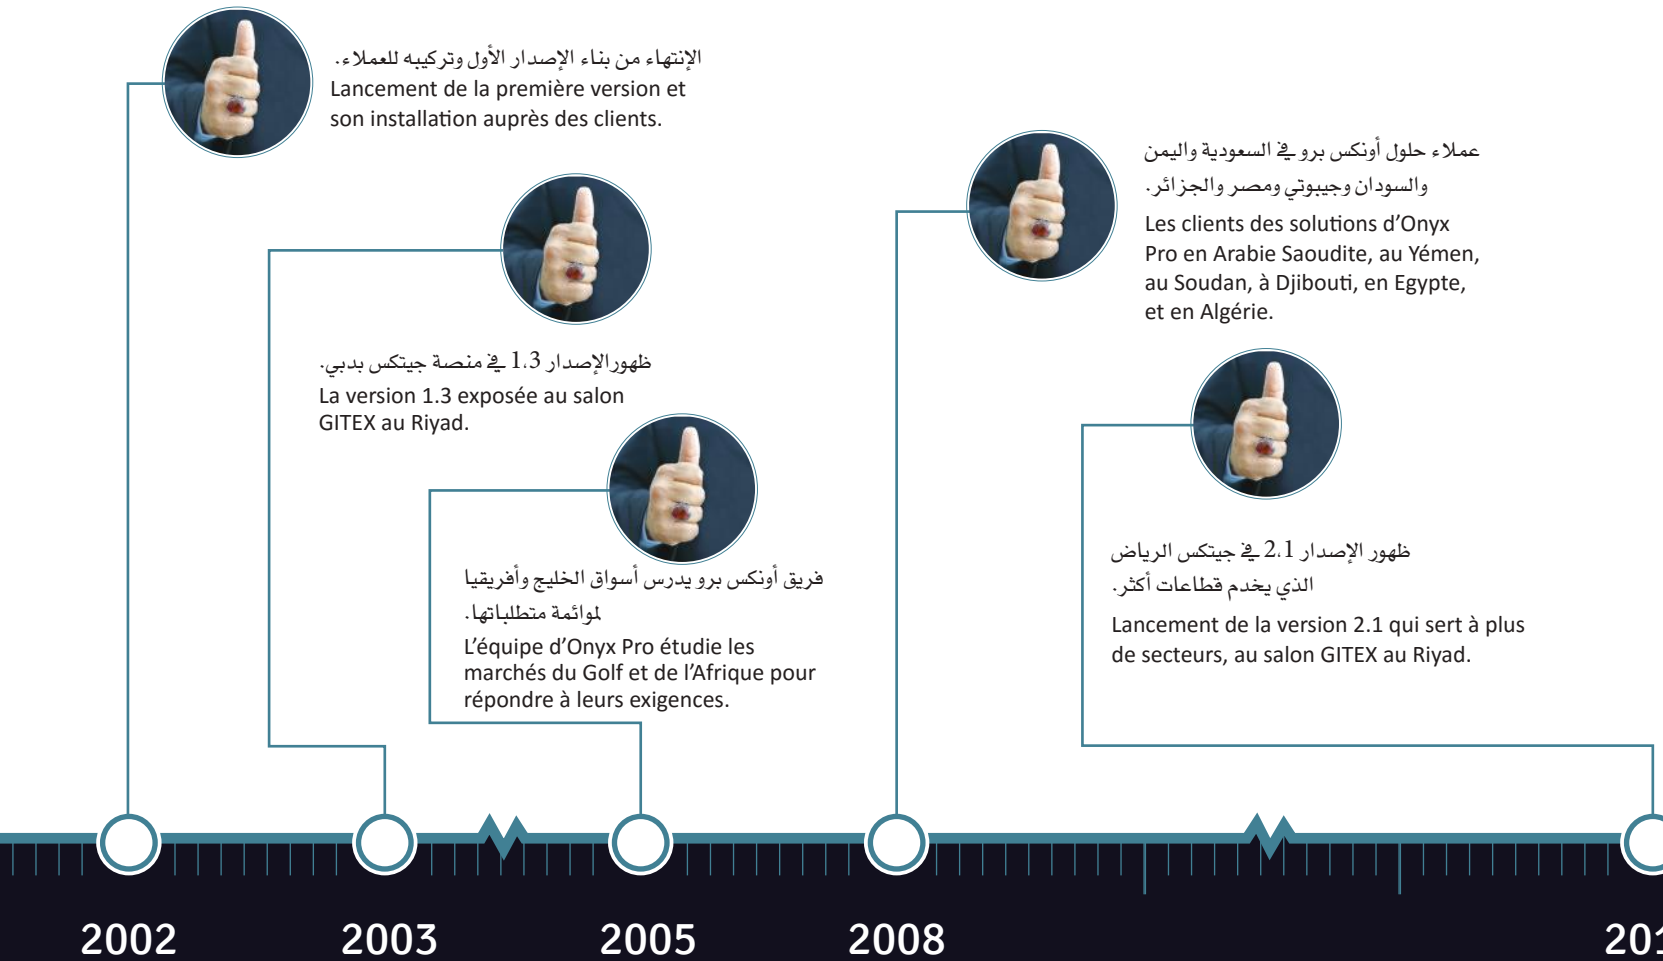 الإنتهاء من بناء الإصدار الأول وتركيبه للعملاء.
Lancement de la première version et
son installation auprès des clients.
ظهورالإصدار 1،3 في منصة جيتكس بدبي.
La version 1.3 exposée au salon
GITEX au Riyad.
فريق أونكس برو يدرس أسواق الخليج وأفريقيا
لموائمة متطلباتها.
L’équipe d’Onyx Pro étudie les
marchés du Golf et de l’Afrique pour
répondre à leurs exigences.
عملاء حلول أونكس برو في السعودية واليمن
والسودان وجيبوتي ومصر والجزائر.
Les clients des solutions d’Onyx
Pro en Arabie Saoudite, au Yémen,
au Soudan, à Djibouti, en Egypte,
et en Algérie.
ظهور الإصدار 2،1 في جيتكس الرياض
الذي يخدم قطاعات أكثر.
Lancement de la version 2.1 qui sert à plus
de secteurs, au salon GITEX au Riyad.
2002 2003 2005 2008